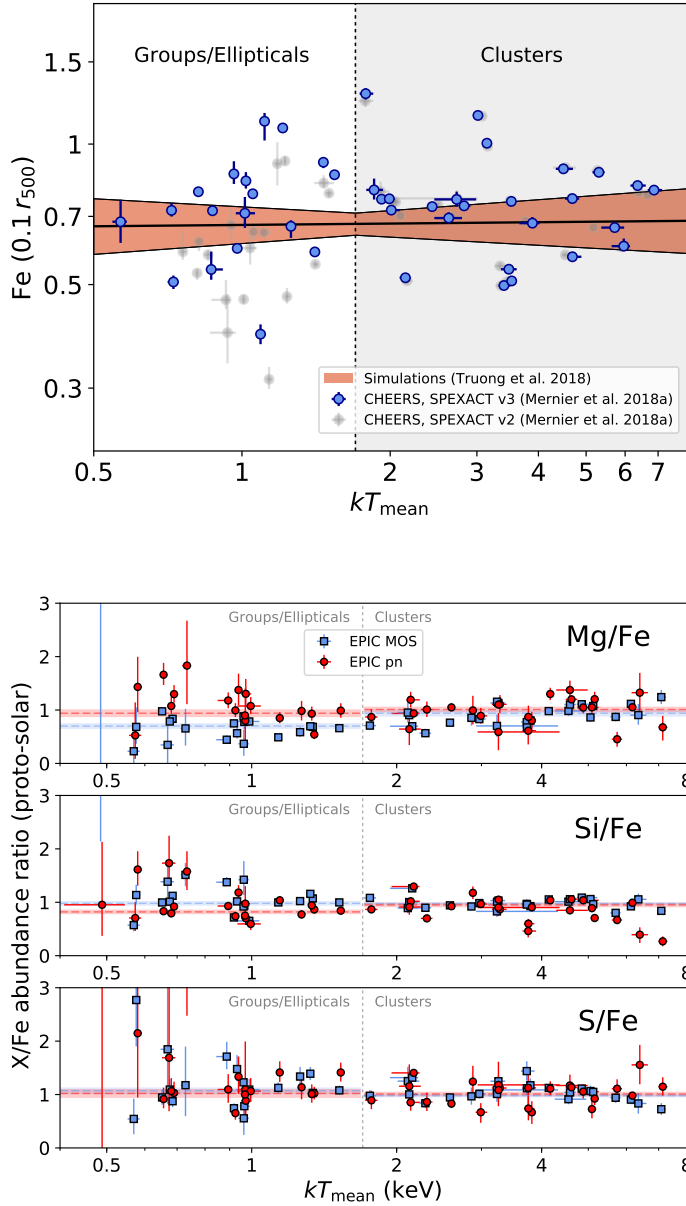 Groups/Ellipticals Clusters
Fe (0.1 r500)
1.5
1
0.7
0.5
0.3
Simulations (Truong et al. 2018)
CHEERS, SPEXACT v3 (Mernier et al. 2018a)
CHEERS, SPEXACT v2 (Mernier et al. 2018a)
0.5 1 2 3 4 5 6 7
kTmean
X/Fe abundance ratio (proto-solar)
3
2
1
0
Groups/Ellipticals Clusters
Mg/Fe
EPIC MOS
EPIC pn
0.5 1 2 4 8
3
2
1
0
Groups/Ellipticals Clusters
Si/Fe
0.5 1 2 4 8
3
2
1
0
Groups/Ellipticals Clusters
S/Fe
0.5 1 2 4 8
kTmean (keV)